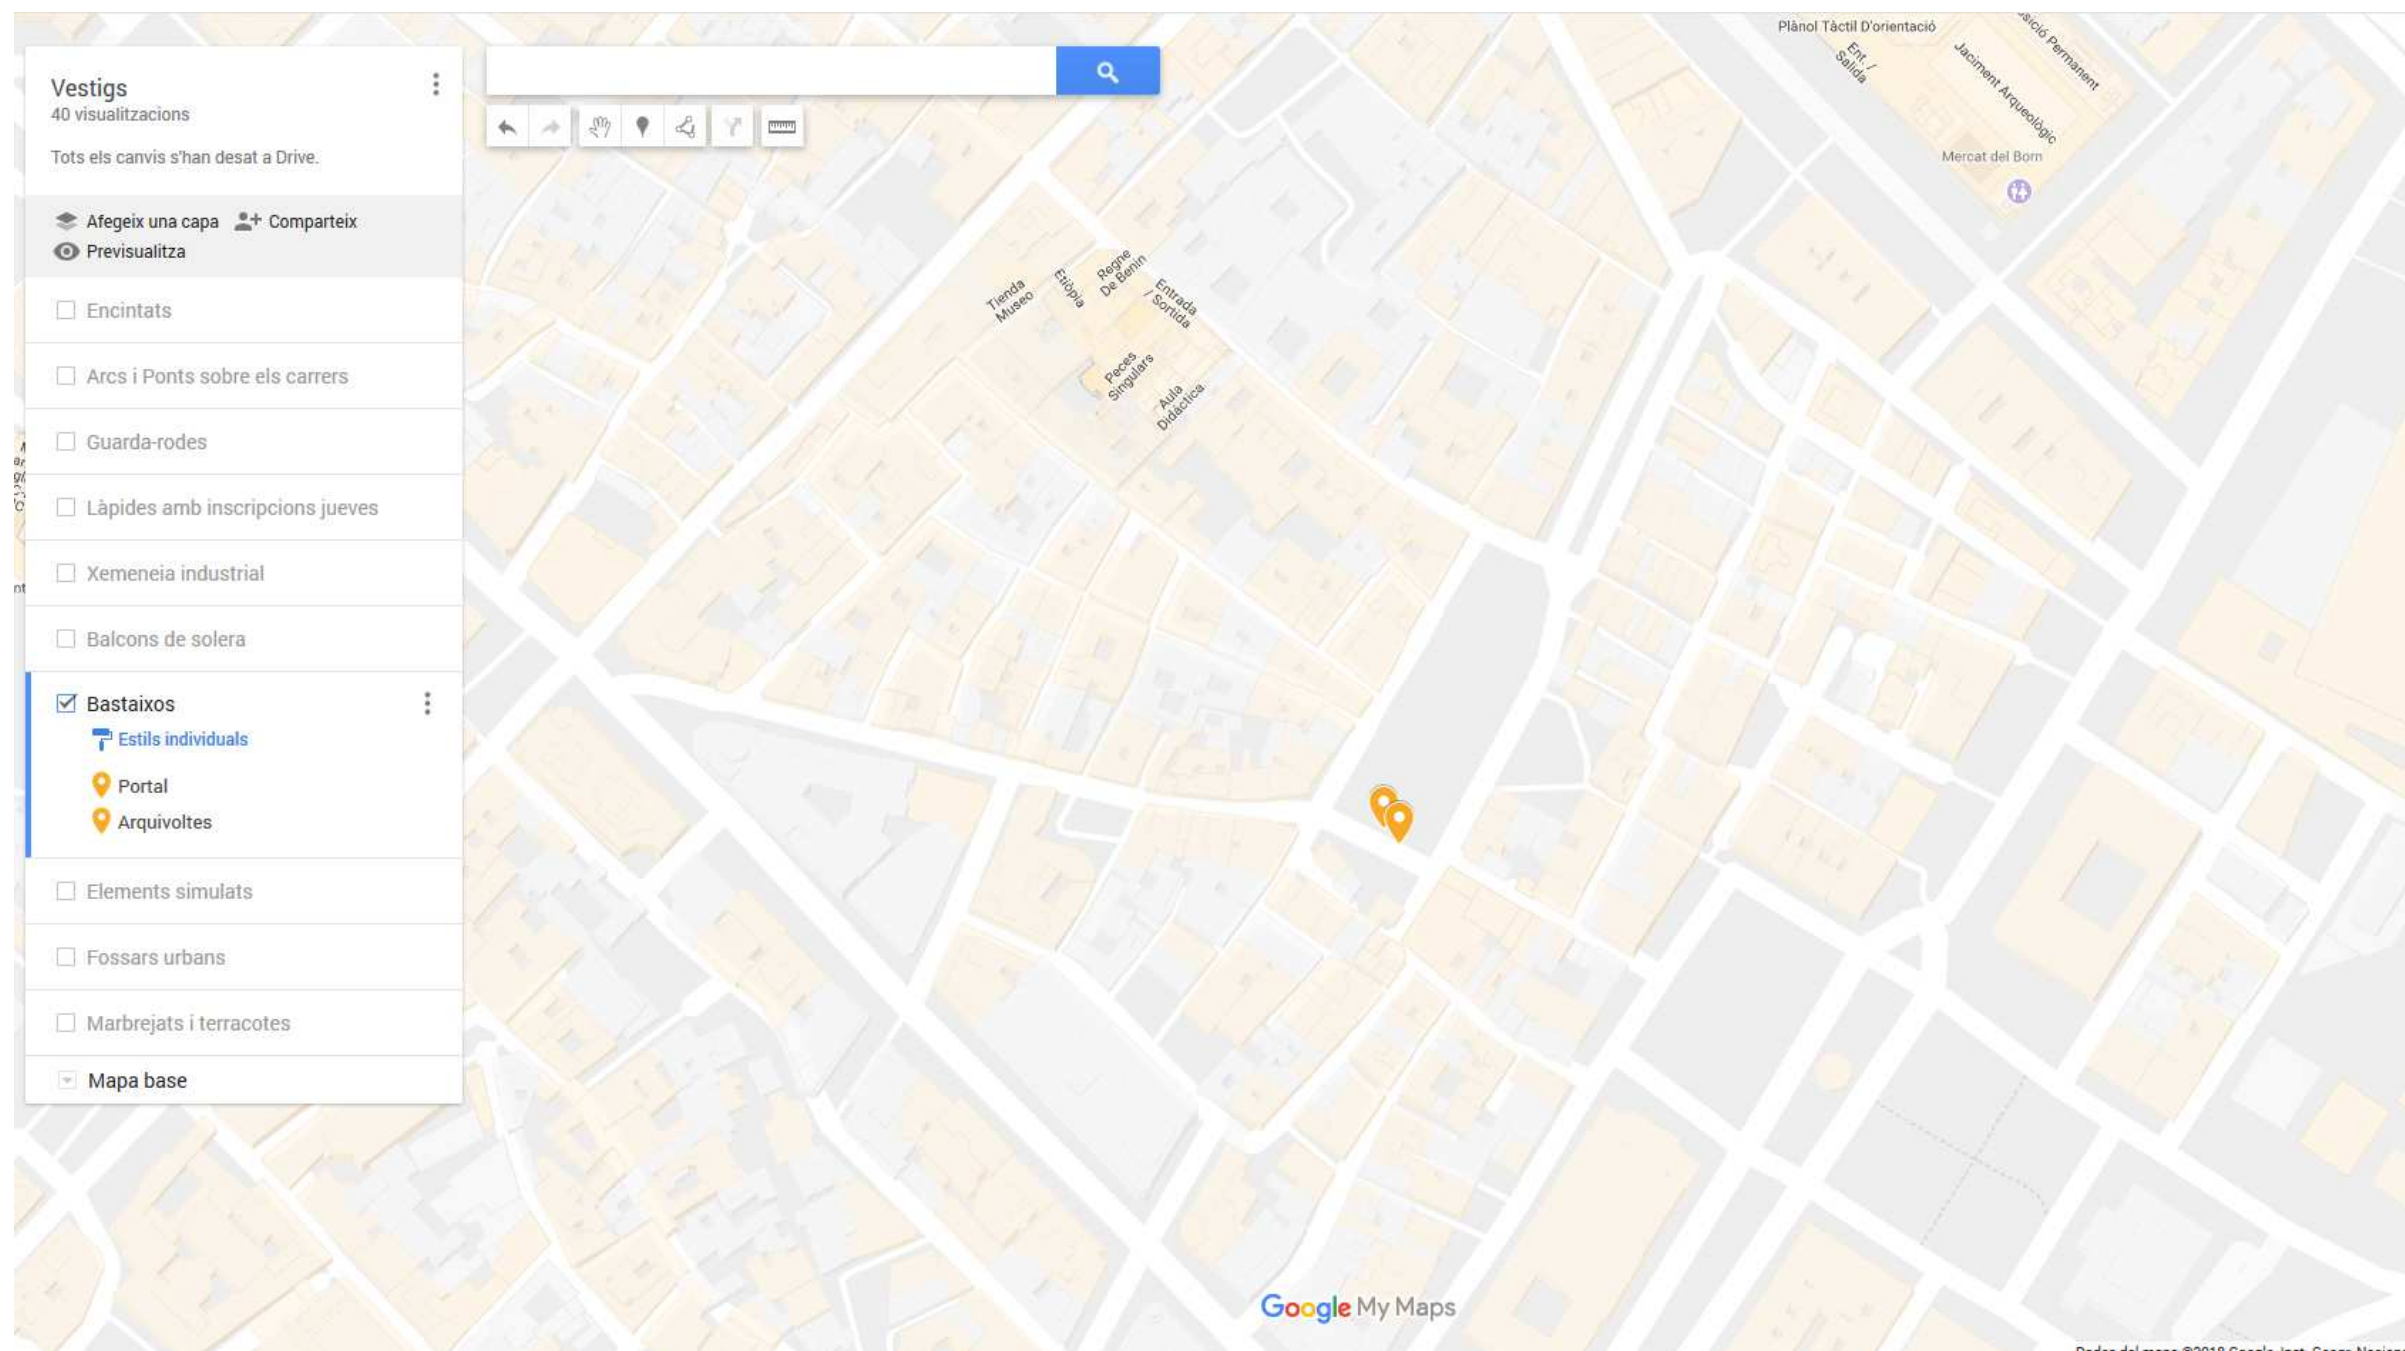 Vestigs
40 visualitzacions
Tots els canvis s'han desat a Drive.
Afegeix una capa
Comparteix
Previsualitza
Encintats
Arcs i Ponts sobre els carrers
Guarda-rodes
Làpides amb inscripcions jueves
Xemeneia industrial
Balcons de solera
Bastaixos
Estils individuals
Portal
Arquivoltes
Elements simulats
Fossars urbans
Marbrejats i terracotes
Mapa base
Plànol Tàctil D'orientació
Ent. /
Salida
Permanent
Jaciment Arqueològic
Mercat del Born
Tienda
Museo
Etiòpia
Regne
De Benin
Entrada
/ Sortida
Peces
Singulars
Aula
Didàctica
Google My Maps